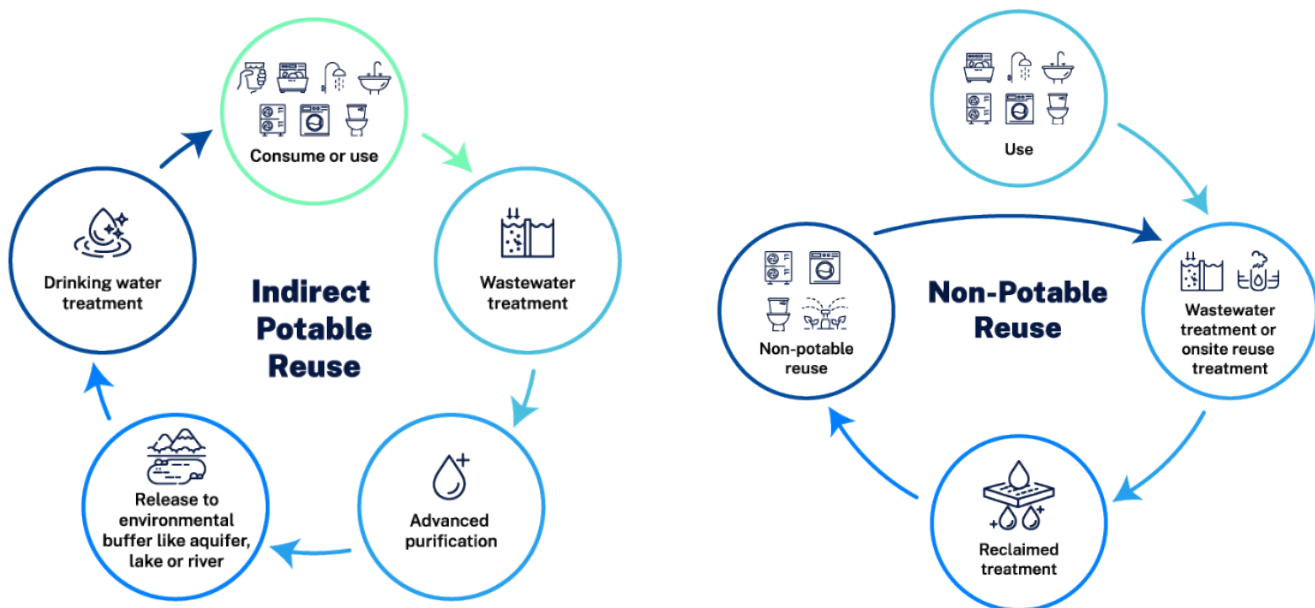 Consume or use
Wastewater
treatment
Advanced
purification
Release to
environmental
buffer like aquifer,
lake or river
Drinking water
treatment
Indirect
Potable
Reuse
Use
Wastewater
treatment or
onsite reuse
treatment
Reclaimed
treatment
Non-potable
reuse
Non-Potable
Reuse